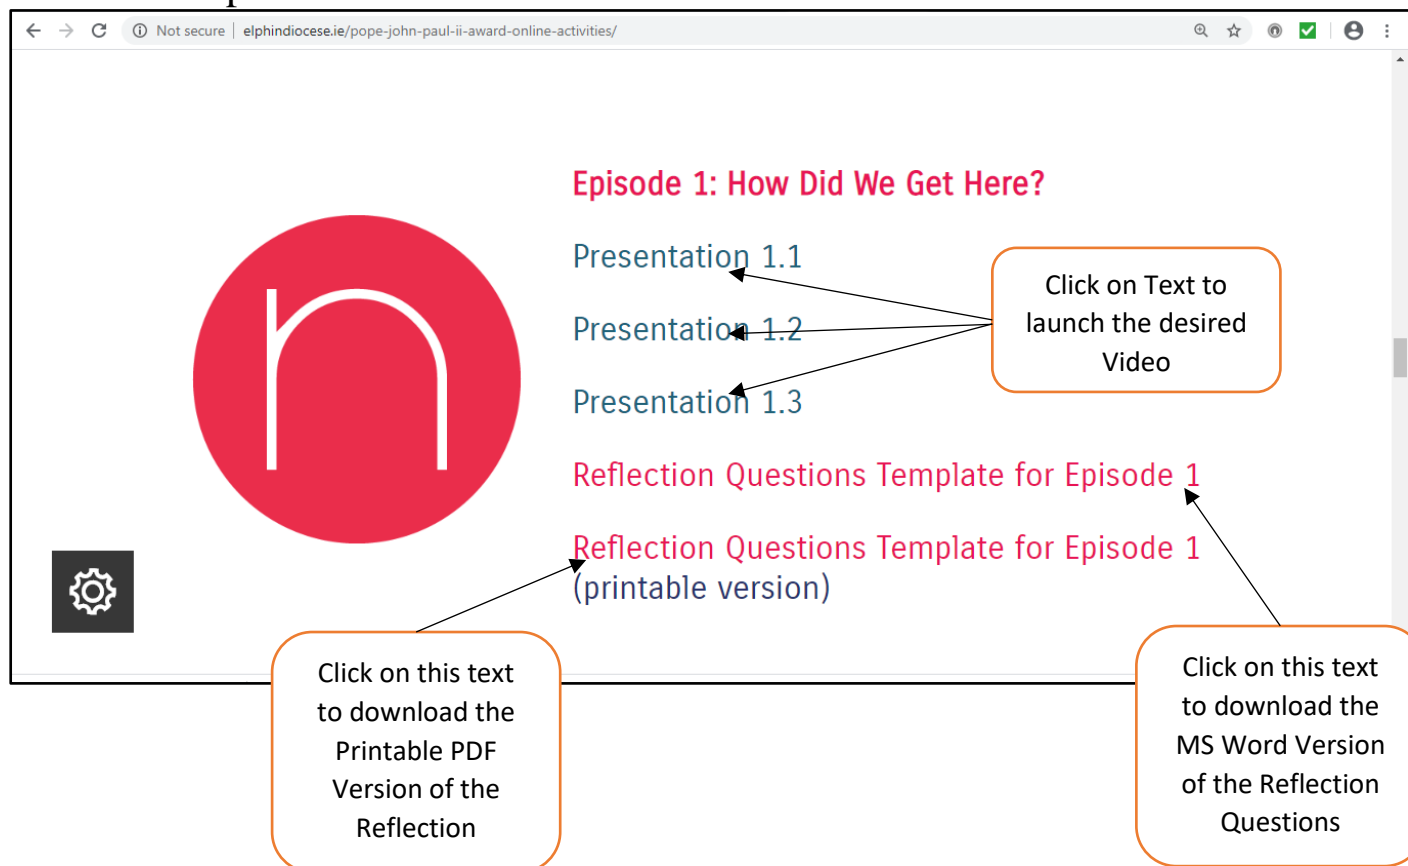 Not secure | elphindiocese.ie/pope-john-paul-ii-award-online-activities/
Episode 1: How Did We Get Here?
Presentation 1.1
Presentation 1.2
Presentation 1.3
Click on Text to
launch the desired
Video
Reflection Questions Template for Episode 1
Reflection Questions Template for Episode 1
(printable version)
Click on this text
to download the
Printable PDF
Version of the
Reflection
Click on this text
to download the
MS Word Version
of the Reflection
Questions